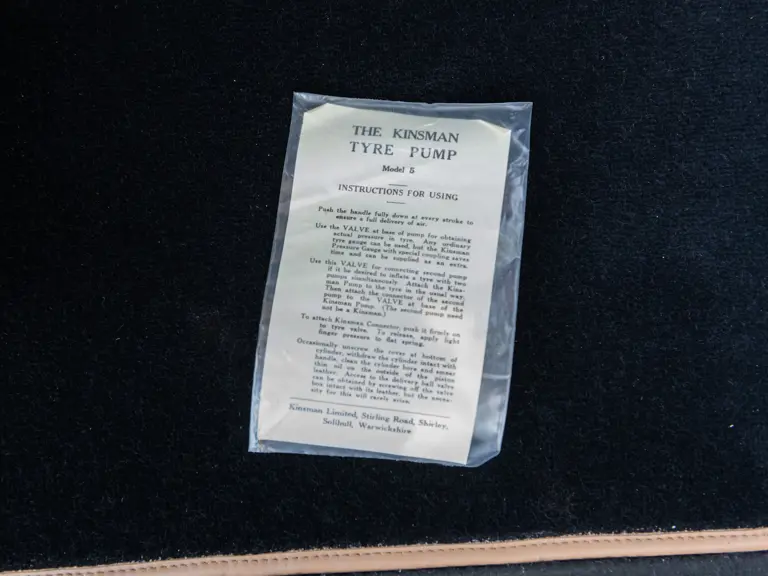 THE KINSMAN
TYRE PUMP
Model 5
INSTRUCTIONS FOR USING
Push the handle fully down at every stroke to
ensure a full delivery of air.
Use the VALVE at base of pump for obtaining
actual pressure in tyre. Any ordinary
tyre gauge can be used, but the Kinsman
Pressure Gauge with special coupling saves
time and can be supplied as an extra.
Use this VALVE for connecting second pump
if it be desired to inflate a tyre with two
pumps simultaneously. Attach the Kins-
man Pump to the tyre in the usual way.
Then attach the connector of the second
pump to the VALVE at base of the
Kinsman Pump. (The second pump need
not be a Kinsman.)
To attach Kinsman Connector, push it firmly on
to tyre valve. To release, apply light
finger pressure to flat spring.
Occasionally unscrew the cover at bottom of
cylinder, withdraw the cylinder intact with
handle, clean the cylinder bore and smear
thin oil on the outside of the piston
leather. Access to the delivery ball valve
can be obtained by screwing off the valve
box intact with its leather, but the neces-
sity for this will rarely arise.
Kinsman Limited, Stirling Road, Shirley,
Solihull, Warwickshire